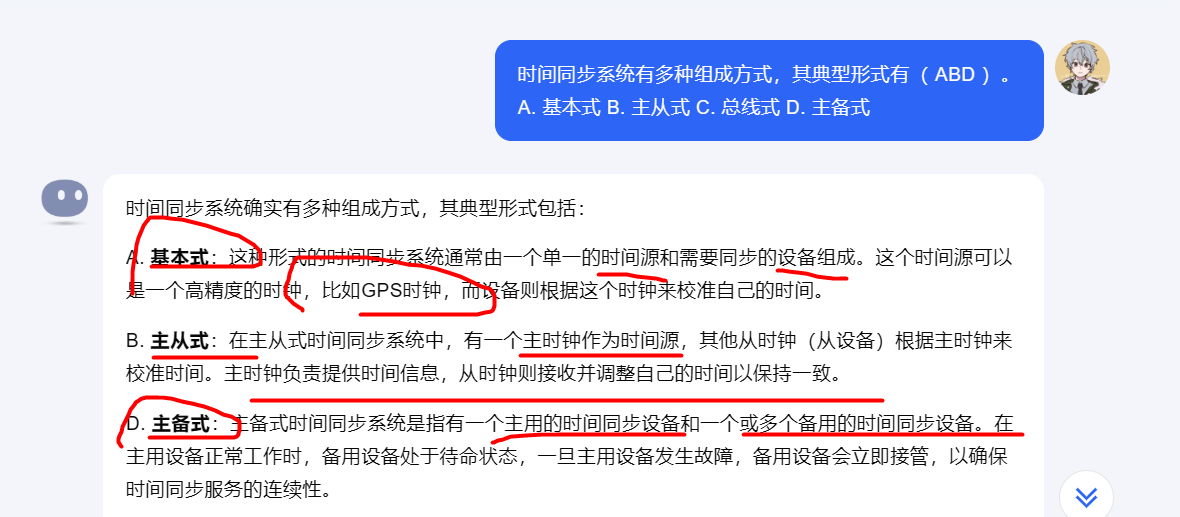 时间同步系统有多种组成方式，其典型形式有（ ABD ）。
A. 基本式 B. 主从式 C. 总线式 D. 主备式
时间同步系统确实有多种组成方式，其典型形式包括：
A. 基本式：这种形式的时间同步系统通常由一个单一的时间源和需要同步的设备组成。这个时间源可以
是一个高精度的时钟，比如GPS时钟，而设备则根据这个时钟来校准自己的时间。
B. 主从式：在主从式时间同步系统中，有一个主时钟作为时间源，其他从时钟（从设备）根据主时钟来
校准时间。主时钟负责提供时间信息，从时钟则接收并调整自己的时间以保持一致。
D. 主备式：主备式时间同步系统是指有一个主用的时间同步设备和一个或多个备用的时间同步设备。在
主用设备正常工作时，备用设备处于待命状态，一旦主用设备发生故障，备用设备会立即接管，以确保
时间同步服务的连续性。